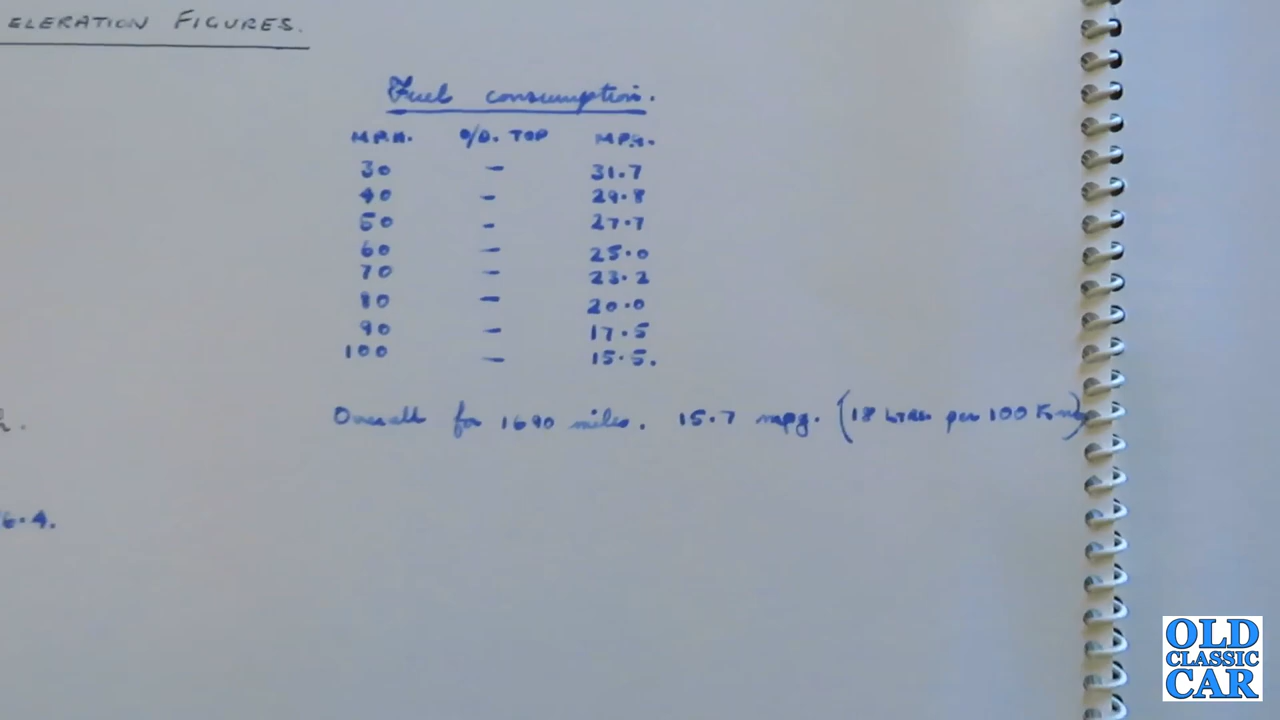 ELERATION FIGURES.
Fuel consumption.
M.P.H. O/D. TOP M.P.G.
30 - 31.7
40 - 29.8
50 - 27.7
60 - 25.0
70 - 23.2
80 - 20.0
90 - 17.5
100 - 15.5.
Overall for 1690 miles. 15.7 mpg. (18 LTRES per 100 Kms)
h.
6.4.
OLD
CLASSIC
CAR